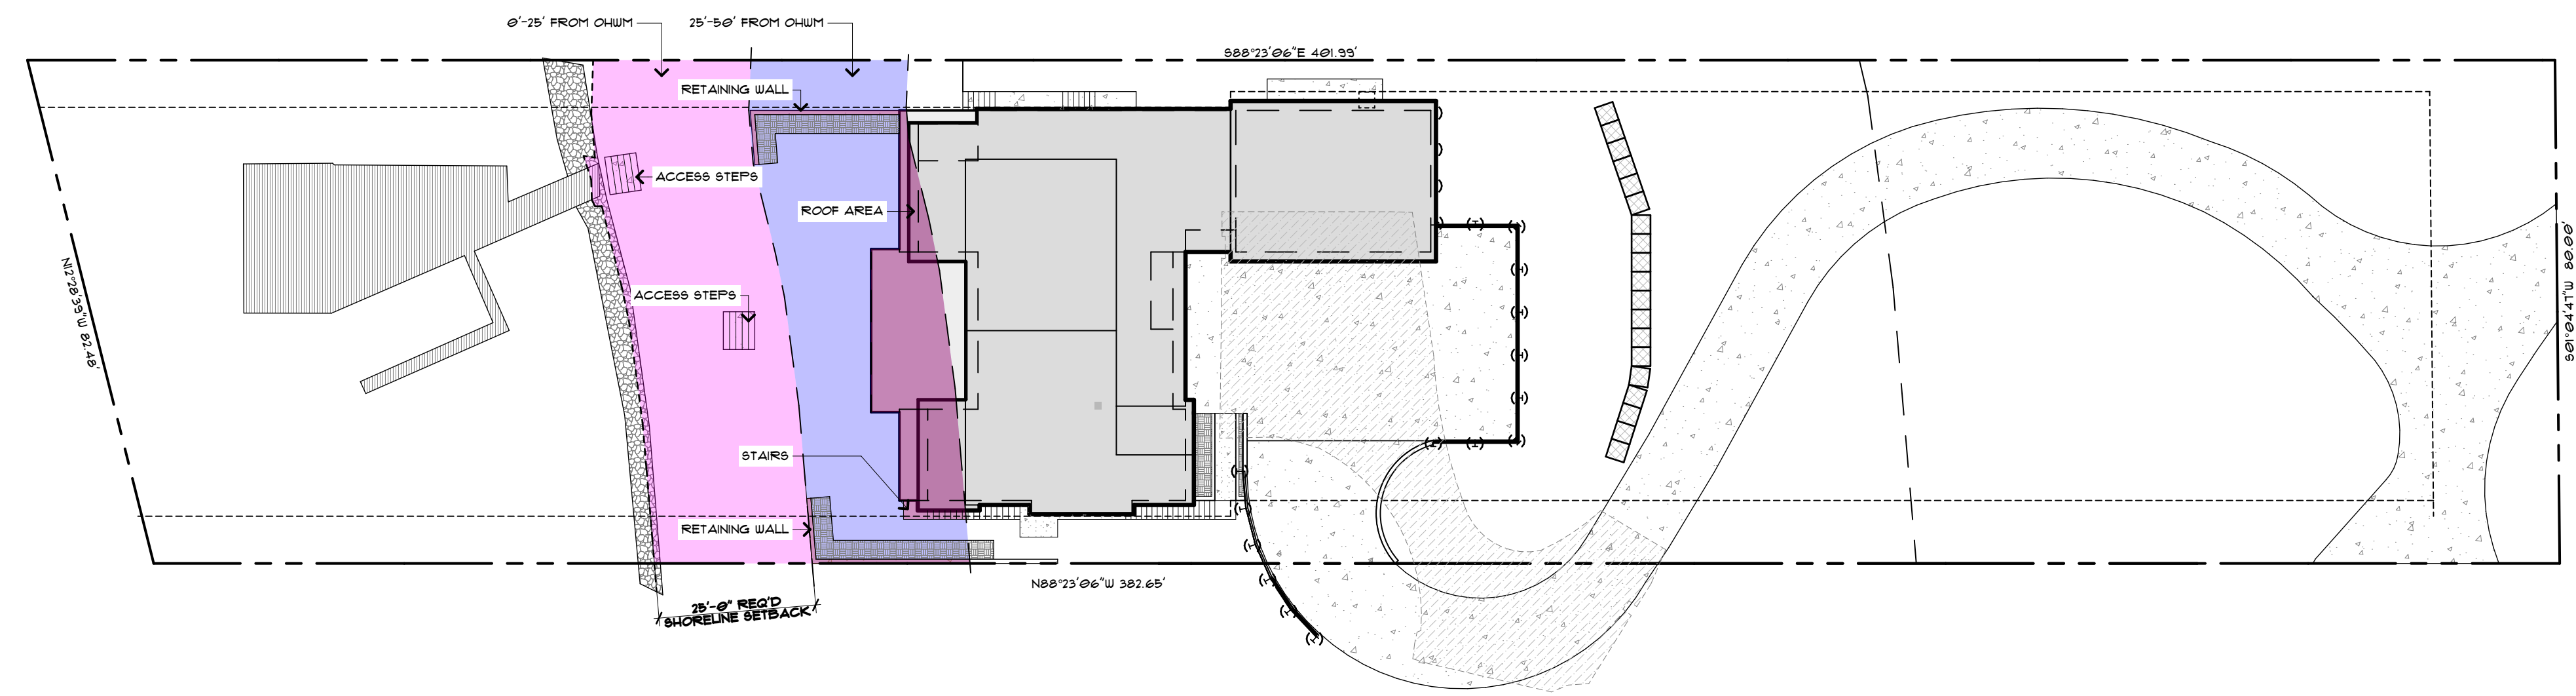 0'-25' FROM OHWM
25'-50' FROM OHWM
S88°23'06"E 401.99'
RETAINING WALL
ACCESS STEPS
ROOF AREA
N12°28'39"W 82.48'
ACCESS STEPS
S01°04'47"W 80.00'
STAIRS
RETAINING WALL
N88°23'06"W 382.65'
25'-0" REQ'D
SHORELINE SETBACK